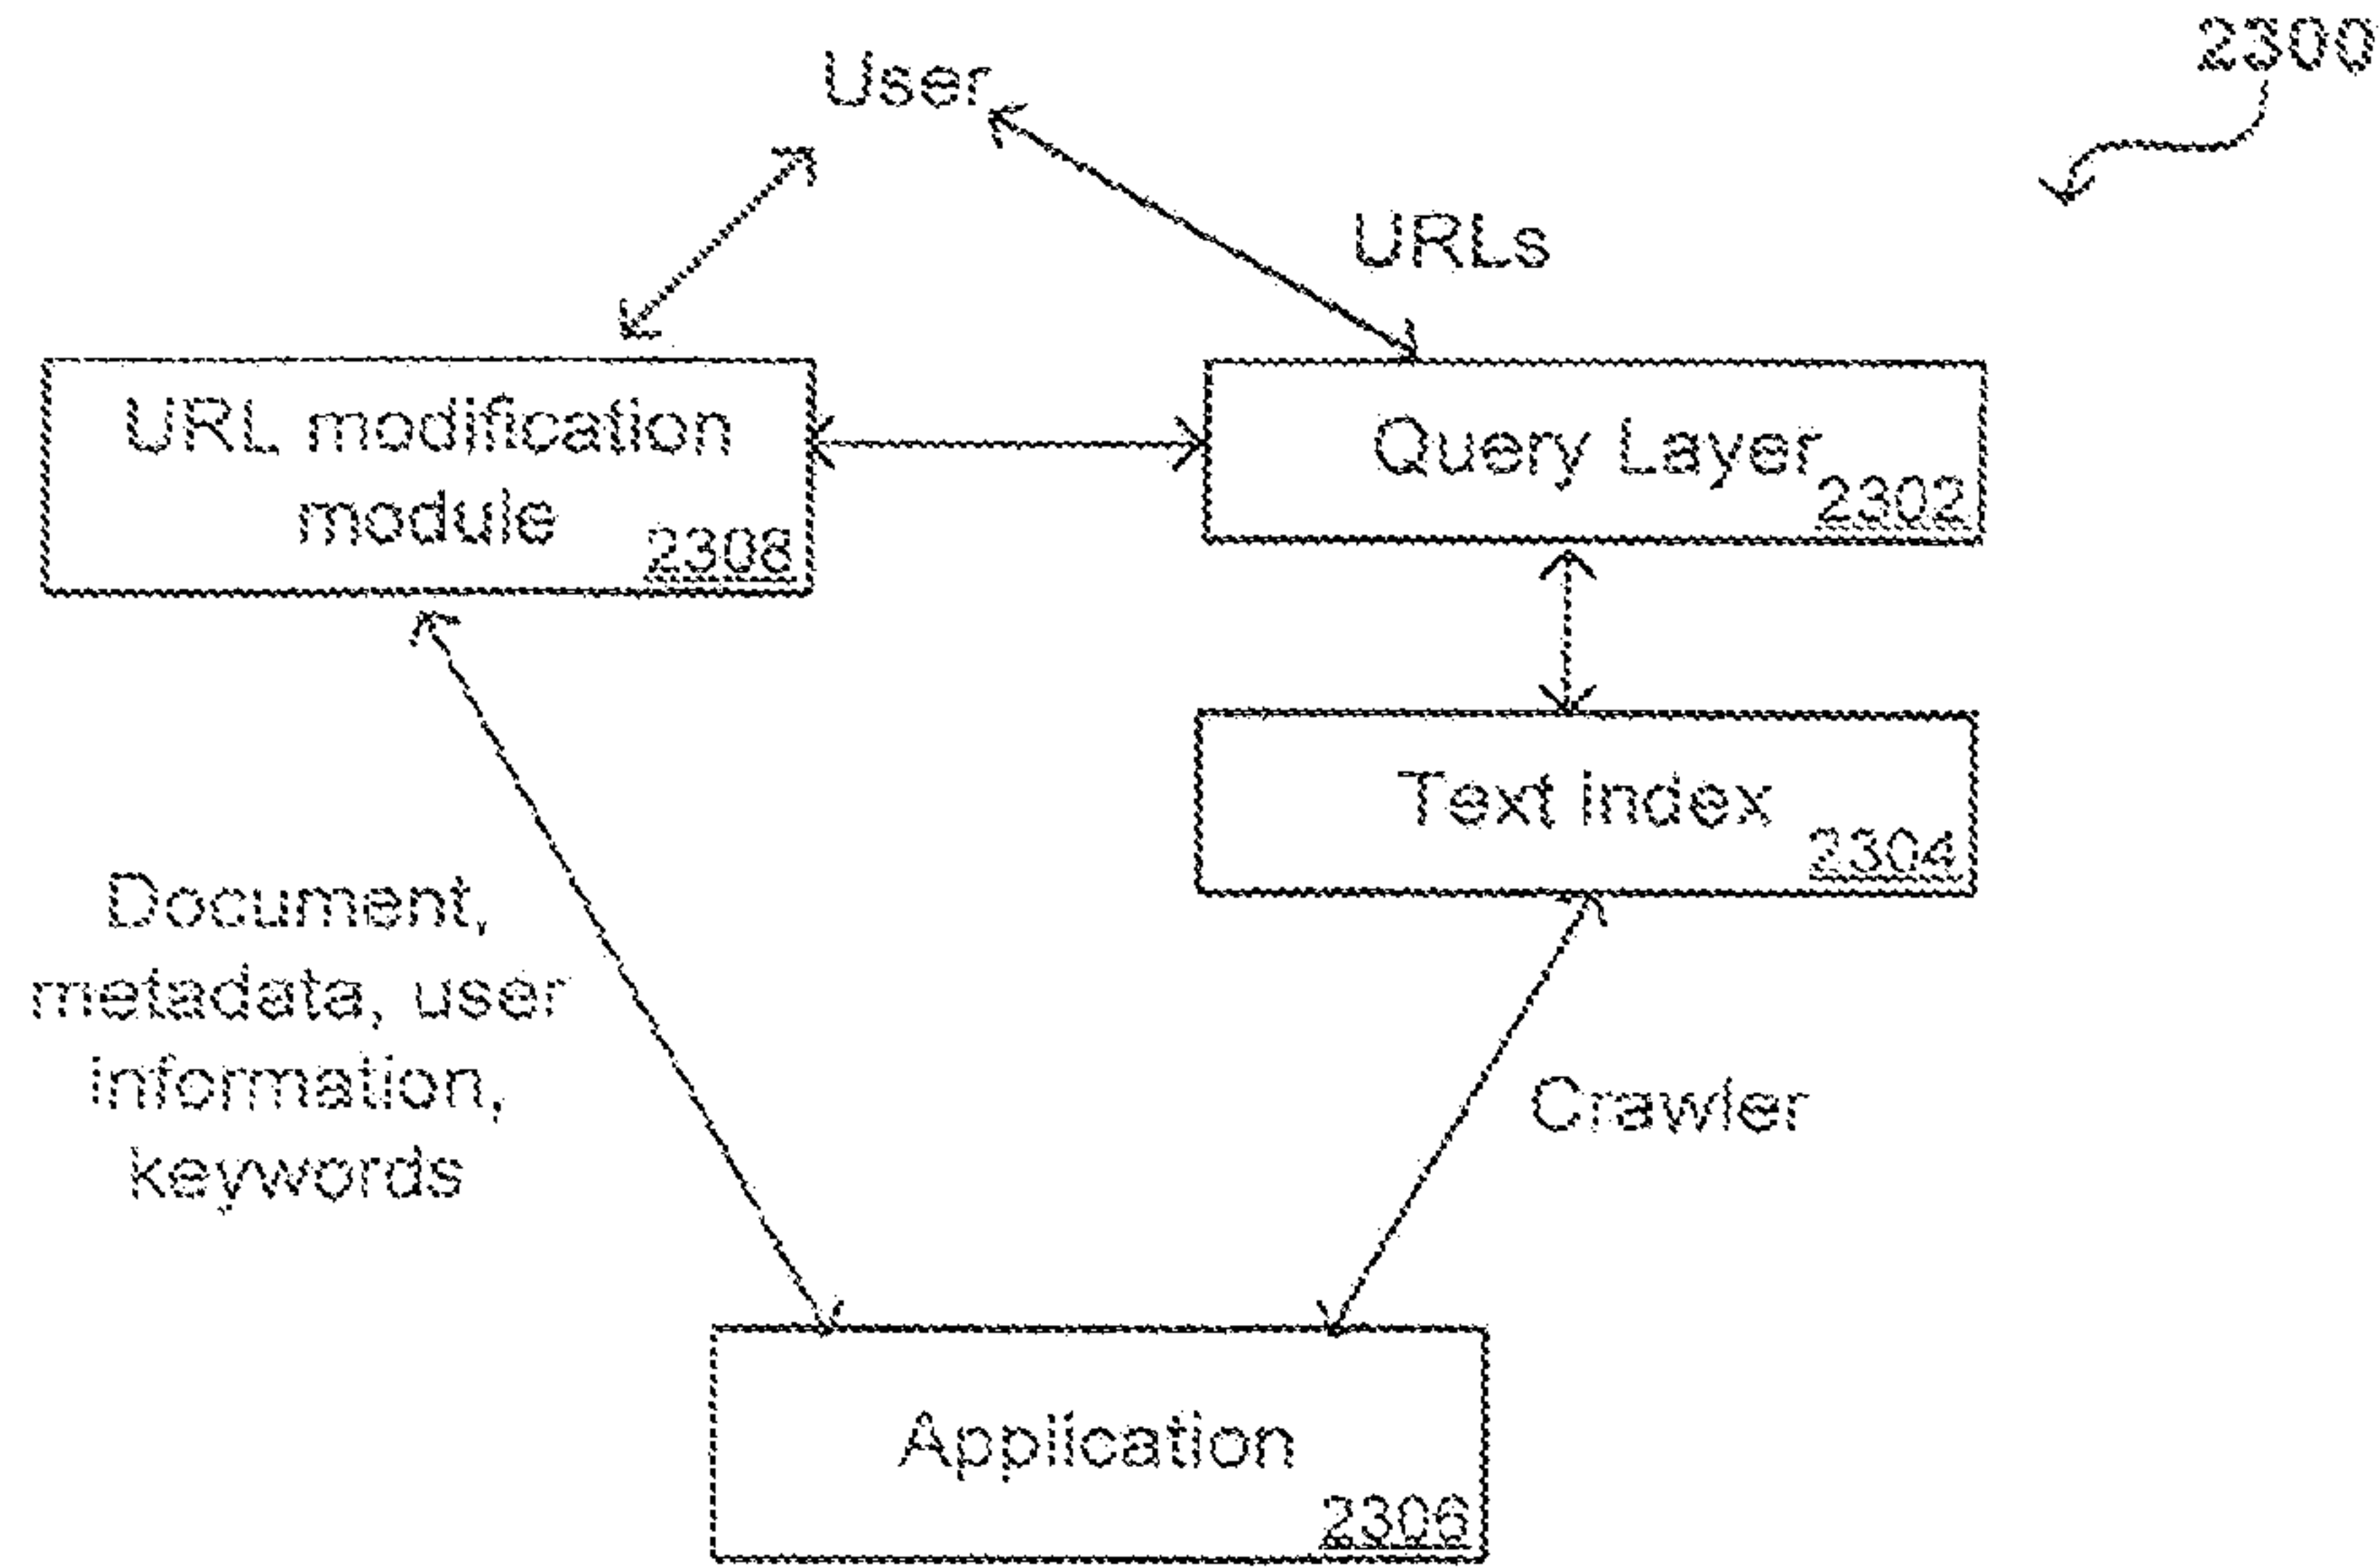 2300
User
URLs
URL modification
module
2308
Query Layer
2302
Text index
2304
Document,
metadata, user
information,
keywords
Crawler
Application
2306